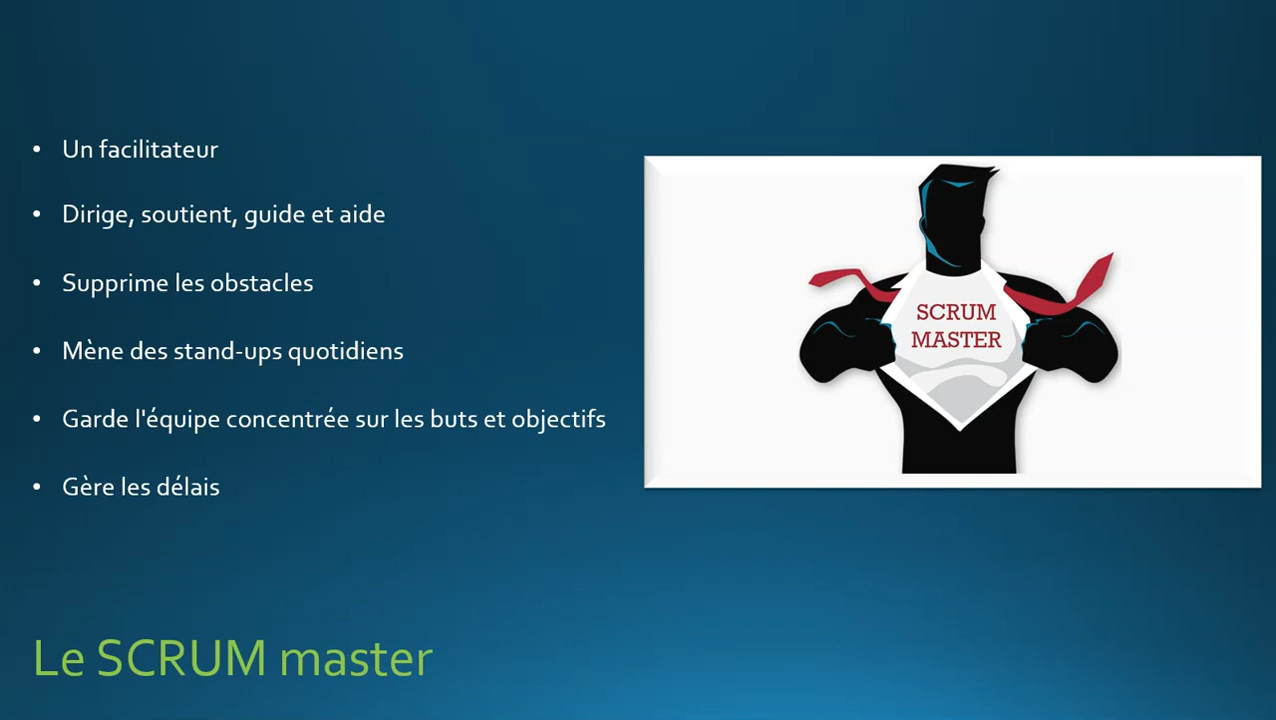 • Un facilitateur
• Dirige, soutient, guide et aide
• Supprime les obstacles
• Mène des stand-ups quotidiens
• Garde l'équipe concentrée sur les buts et objectifs
• Gère les délais
SCRUM
MASTER
Le SCRUM master